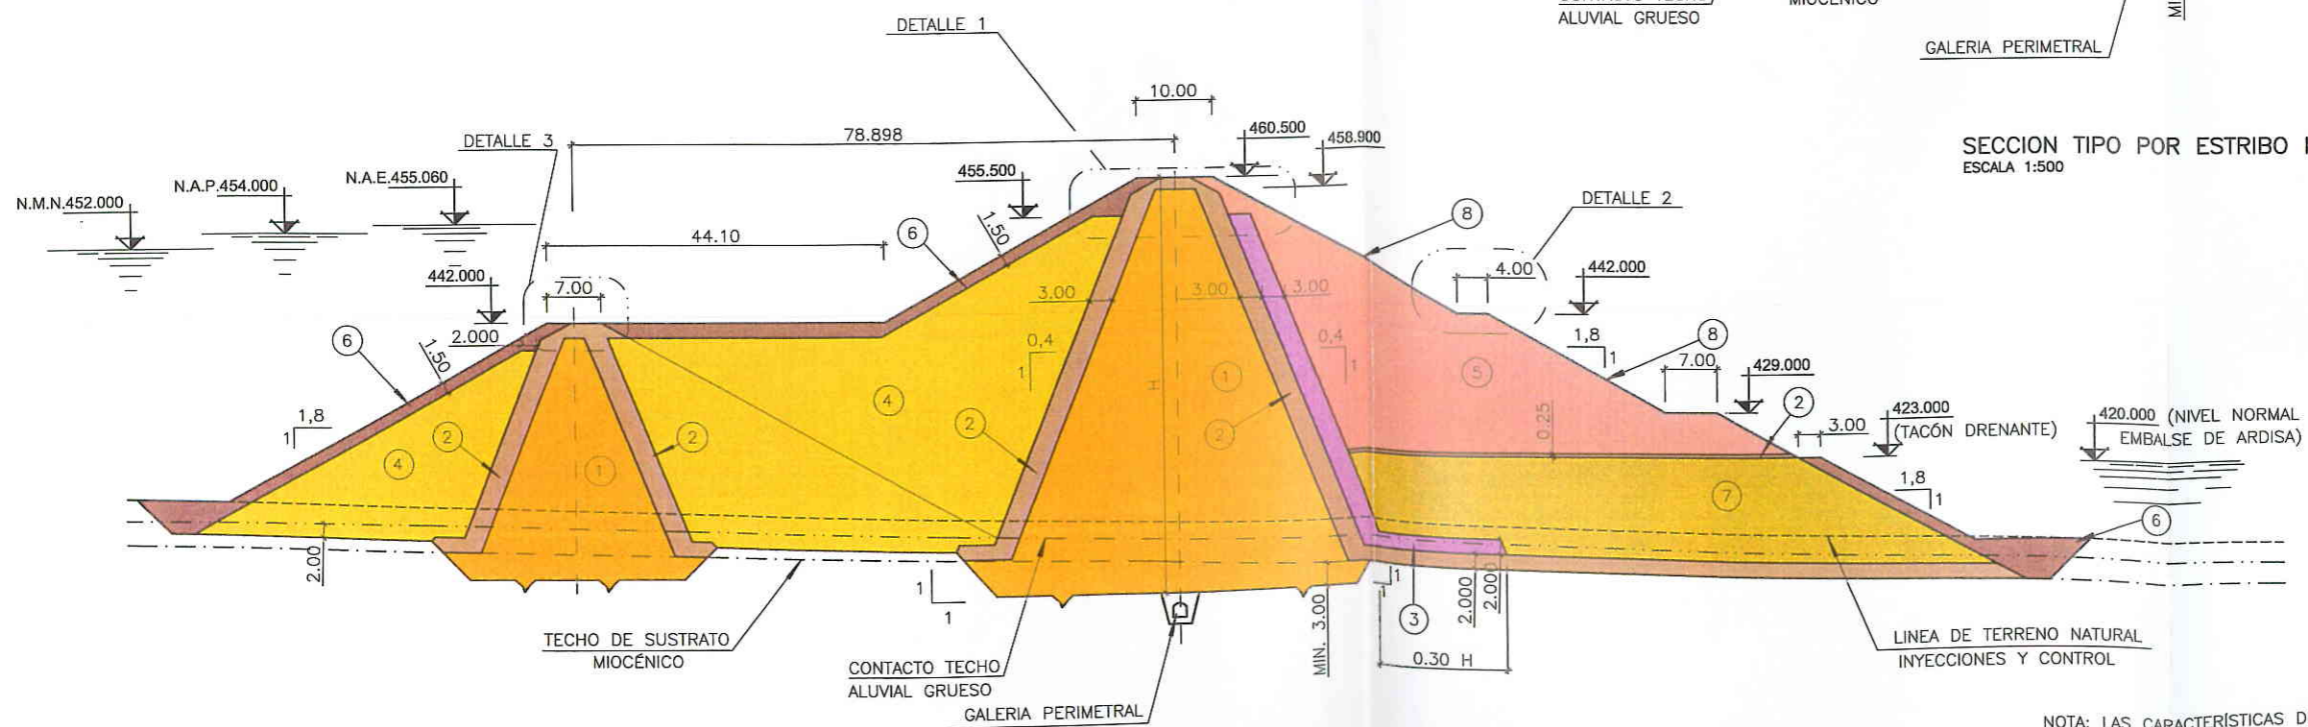 ALUVIAL GRUESO
MIOCÉNICO
GALERIA PERIMETRAL
DETALLE 1
10.00
78.898
460.500
458.900
SECCION TIPO POR ESTRIBO
ESCALA 1:500
DETALLE 3
N.A.E.455.060
N.A.P.454.000
N.M.N.452.000
455.500
DETALLE 2
8
6
1.50
44.10
442.000
7.00
4.00
442.000
3.00
3.00
3.00
2.000
6
1.50
0,4
1
0,4
1
1,8
1
8
7.00
429.000
H
1
5
4
1,8
1
2
2
4
1
2
2
0.25
2
3.00
423.000
(TACÓN DRENANTE)
420.000 (NIVEL NORMAL
EMBALSE DE ARDISA)
1,8
1
7
6
2.00
1
1
1
1
MIN. 3.00
3
2.000
2.000
0.30 H
TECHO DE SUSTRATO
MIOCÉNICO
CONTACTO TECHO
ALUVIAL GRUESO
GALERIA PERIMETRAL
LINEA DE TERRENO NATURAL
INYECCIONES Y CONTROL
NOTA: LAS CARACTERÍSTICAS